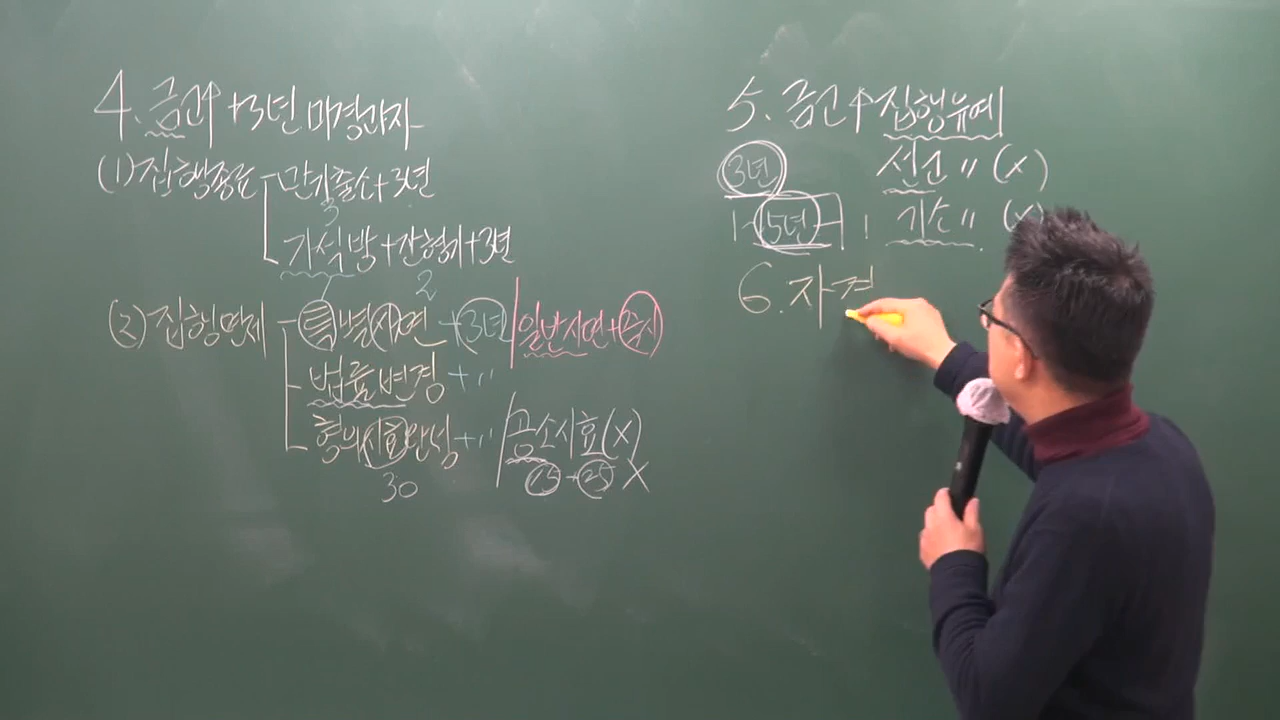 4. 금고↑ +3년 미경과자
(1) 집행종료 만기출소+3년
3
가석방+잔형기+3년
2
(2) 집행면제 특별사면 +3년 일반사면+즉시
법률변경 + 〃
형의시효완성 + 〃 공소시효(X)
30 15 25 X
5. 금고↑ 집행유예
3년 선고 〃 (X)
5년 기소 〃 (X)
6. 자격